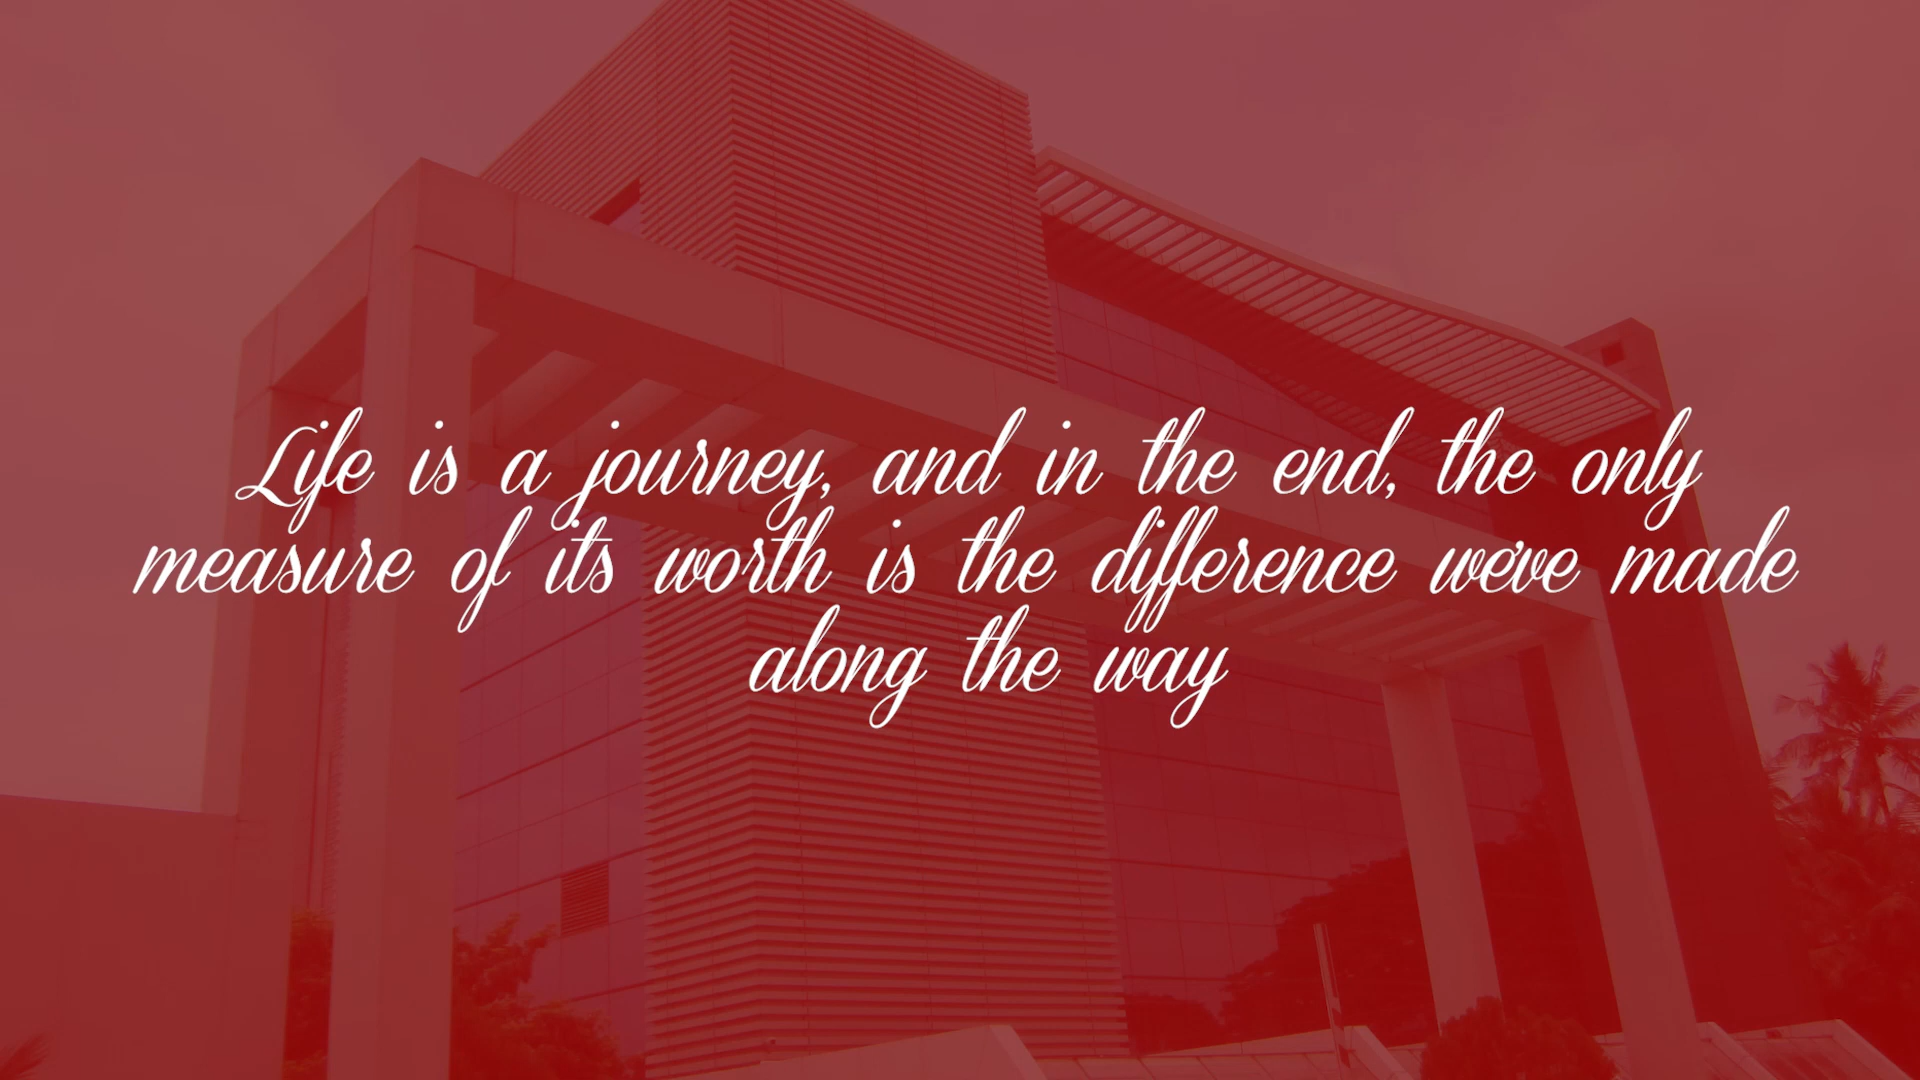 Life is a journey, and in the end, the only
measure of its worth is the difference we've made
along the way